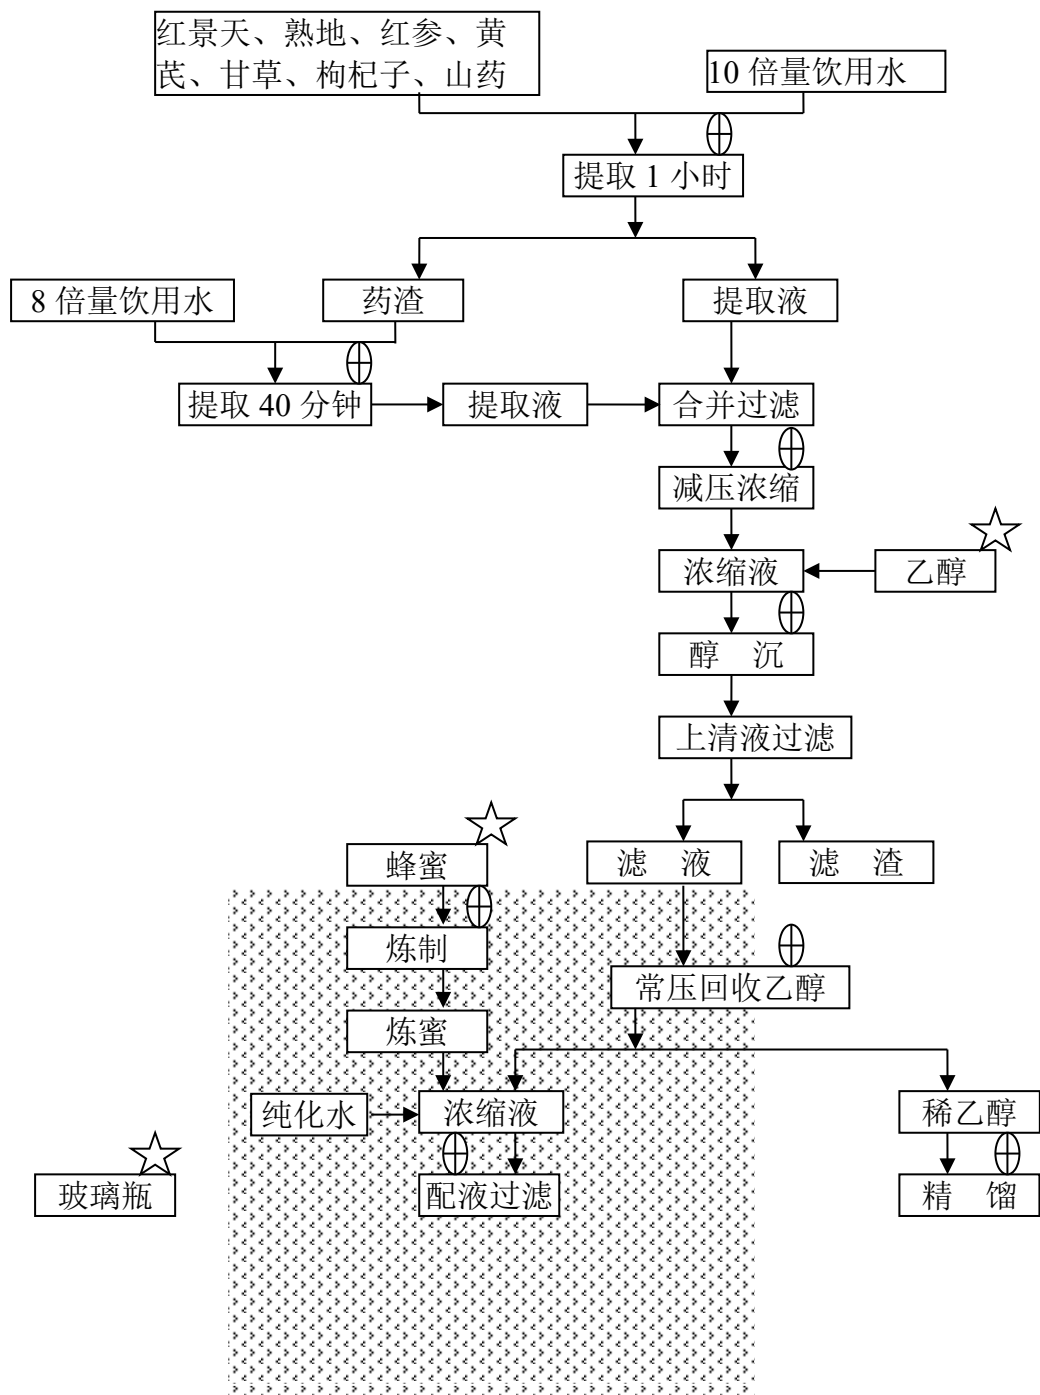 红景天、熟地、红参、黄
芪、甘草、枸杞子、山药
10 倍量饮用水
提取 1 小时
8 倍量饮用水
药渣
提取液
提取 40 分钟
提取液
合并过滤
减压浓缩
浓缩液
乙醇
醇 沉
上清液过滤
蜂蜜
滤 液
滤 渣
炼制
常压回收乙醇
炼蜜
纯化水
浓缩液
稀乙醇
玻璃瓶
配液过滤
精 馏